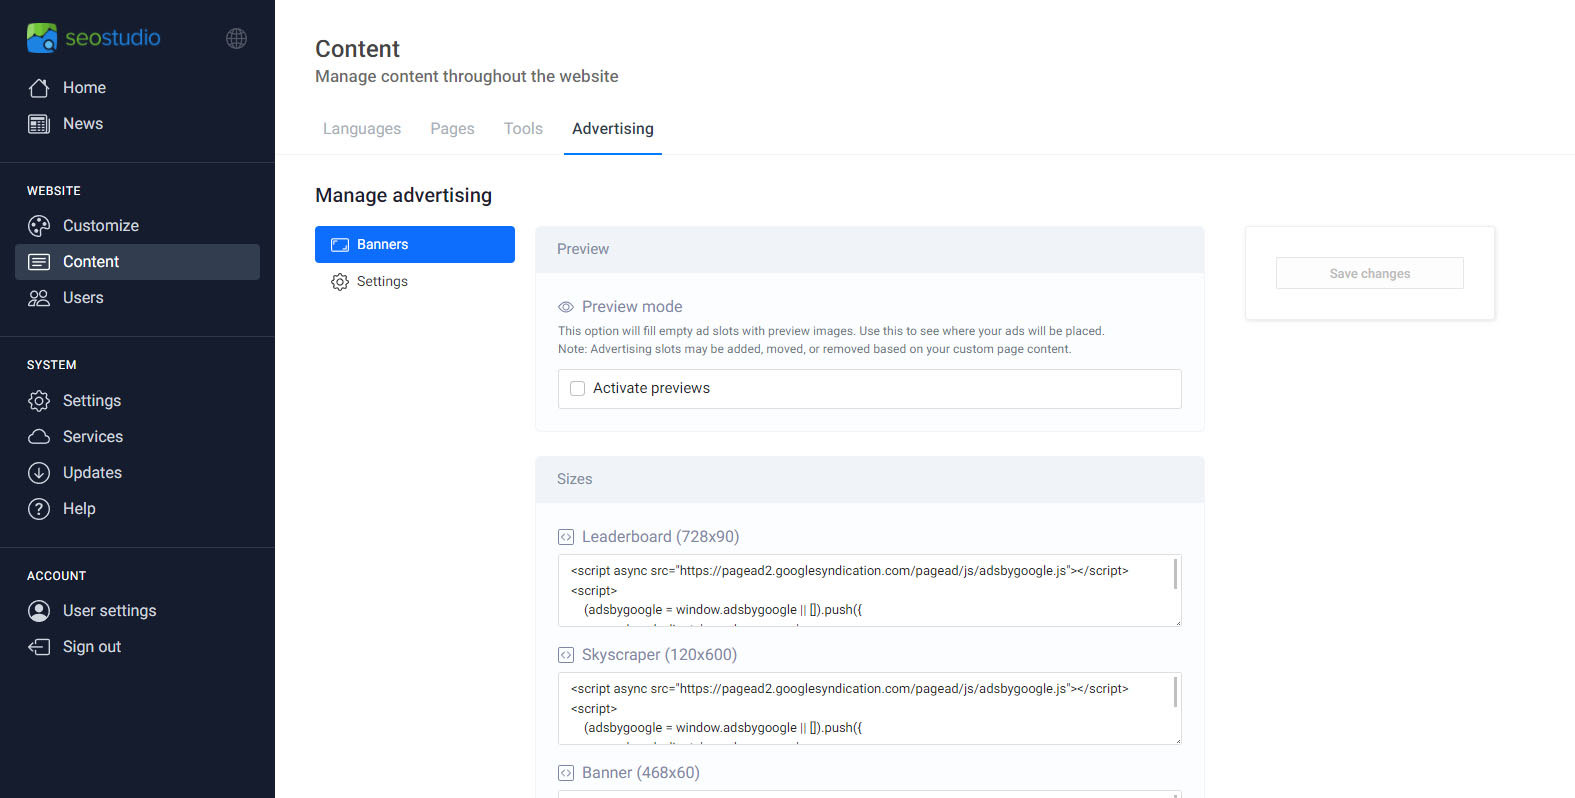 seostudio
Home
News
WEBSITE
Customize
Content
Users
SYSTEM
Settings
Services
Updates
Help
ACCOUNT
User settings
Sign out
Content
Manage content throughout the website
Languages Pages Tools Advertising
Manage advertising
Banners
Settings
Preview
Preview mode
This option will fill empty ad slots with preview images. Use this to see where your ads will be placed.
Note: Advertising slots may be added, moved, or removed based on your custom page content.
Activate previews
Sizes
Leaderboard (728x90)
<script async src="https://pagead2.googlesyndication.com/pagead/js/adsbygoogle.js"></script>
<script>
(adsbygoogle = window.adsbygoogle || []).push({
Skyscraper (120x600)
<script async src="https://pagead2.googlesyndication.com/pagead/js/adsbygoogle.js"></script>
<script>
(adsbygoogle = window.adsbygoogle || []).push({
Banner (468x60)
Save changes